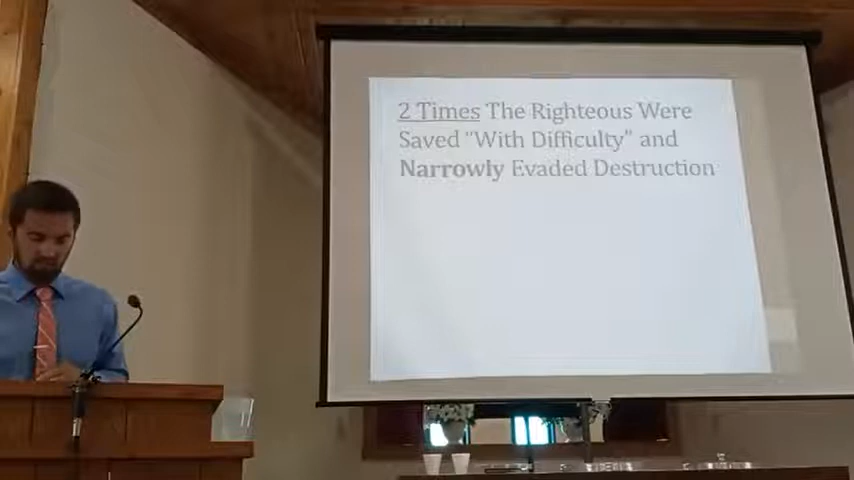 2 Times The Righteous Were
Saved "With Difficulty" and
Narrowly Evaded Destruction